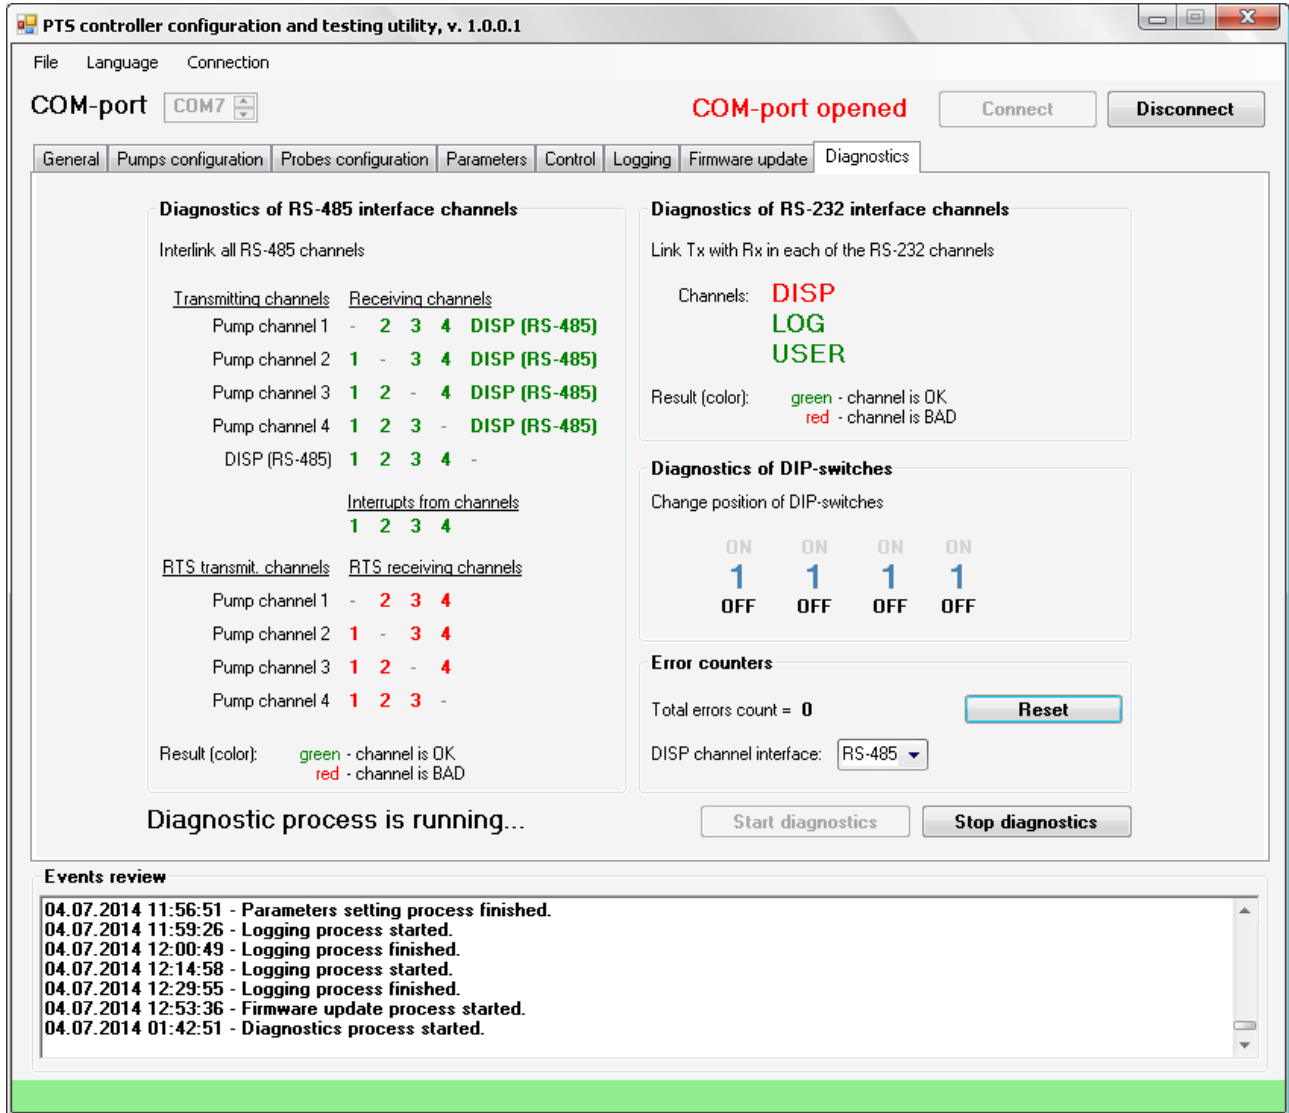 PTS controller configuration and testing utility, v. 1.0.0.1
File Language Connection
COM-port COM7 COM-port opened Connect Disconnect
General Pumps configuration Probes configuration Parameters Control Logging Firmware update Diagnostics
Diagnostics of RS-485 interface channels
Interlink all RS-485 channels
Transmitting channels Receiving channels
Pump channel 1 - 2 3 4 DISP (RS-485)
Pump channel 2 1 - 3 4 DISP (RS-485)
Pump channel 3 1 2 - 4 DISP (RS-485)
Pump channel 4 1 2 3 - DISP (RS-485)
DISP (RS-485) 1 2 3 4 -
Interrupts from channels
1 2 3 4
RTS transmit. channels RTS receiving channels
Pump channel 1 - 2 3 4
Pump channel 2 1 - 3 4
Pump channel 3 1 2 - 4
Pump channel 4 1 2 3 -
Result (color): green - channel is OK
red - channel is BAD
Diagnostics of RS-232 interface channels
Link Tx with Rx in each of the RS-232 channels
Channels: DISP
LOG
USER
Result (color): green - channel is OK
red - channel is BAD
Diagnostics of DIP-switches
Change position of DIP-switches
ON ON ON ON
1 1 1 1
OFF OFF OFF OFF
Error counters
Total errors count = 0 Reset
DISP channel interface: RS-485
Diagnostic process is running... Start diagnostics Stop diagnostics
Events review
04.07.2014 11:56:51 - Parameters setting process finished.
04.07.2014 11:59:26 - Logging process started.
04.07.2014 12:00:49 - Logging process finished.
04.07.2014 12:14:58 - Logging process started.
04.07.2014 12:29:55 - Logging process finished.
04.07.2014 12:53:36 - Firmware update process started.
04.07.2014 01:42:51 - Diagnostics process started.